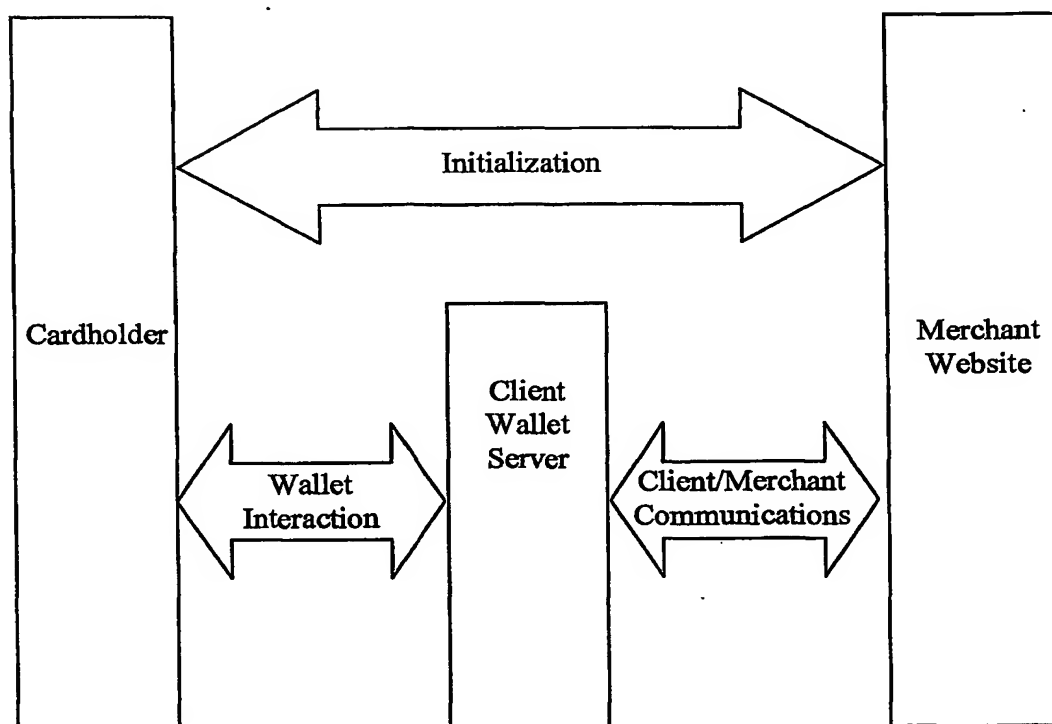 Initialization
Cardholder
Merchant
Website
Client
Wallet
Server
Wallet
Interaction
Client/Merchant
Communications